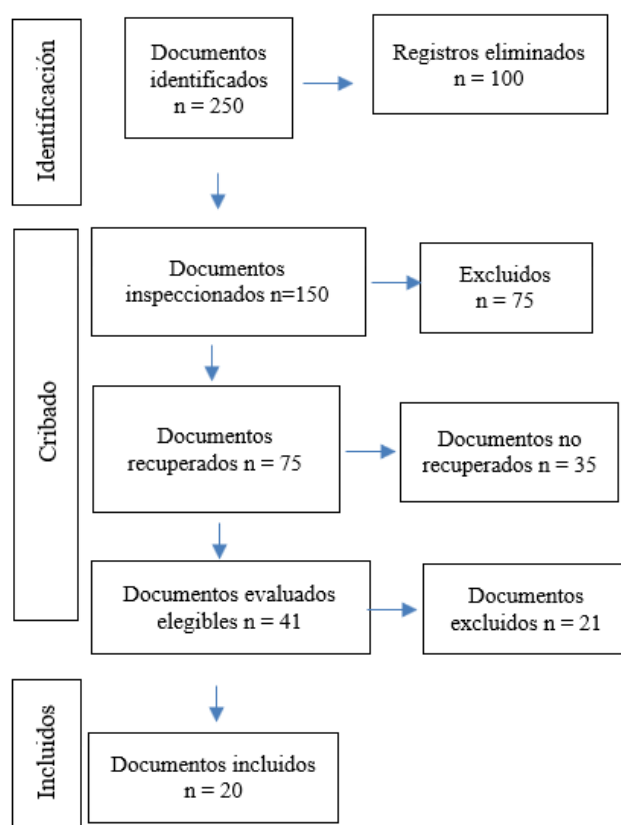 Identificación
Documentos
identificados
n = 250
Registros eliminados
n = 100
Cribado
Documentos
inspeccionados n=150
Excluidos
n = 75
Documentos
recuperados n = 75
Documentos no
recuperados n = 35
Documentos evaluados
elegibles n = 41
Documentos
excluidos n = 21
Incluidos
Documentos incluidos
n = 20